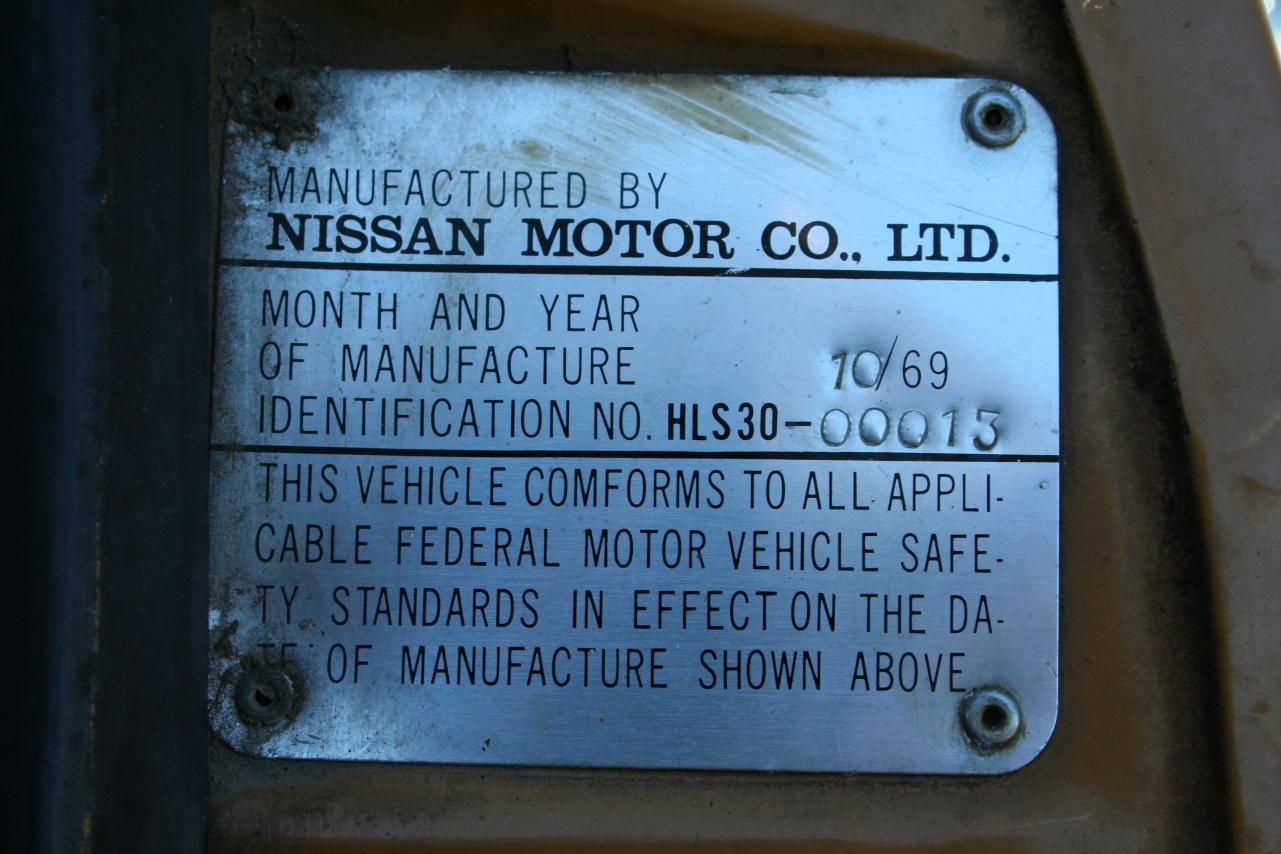 MANUFACTURED BY
NISSAN MOTOR CO., LTD.
MONTH AND YEAR
OF MANUFACTURE 10/69
IDENTIFICATION NO. HLS30-00013
THIS VEHICLE COMFORMS TO ALL APPLI-
CABLE FEDERAL MOTOR VEHICLE SAFE-
TY STANDARDS IN EFFECT ON THE DA-
TE OF MANUFACTURE SHOWN ABOVE